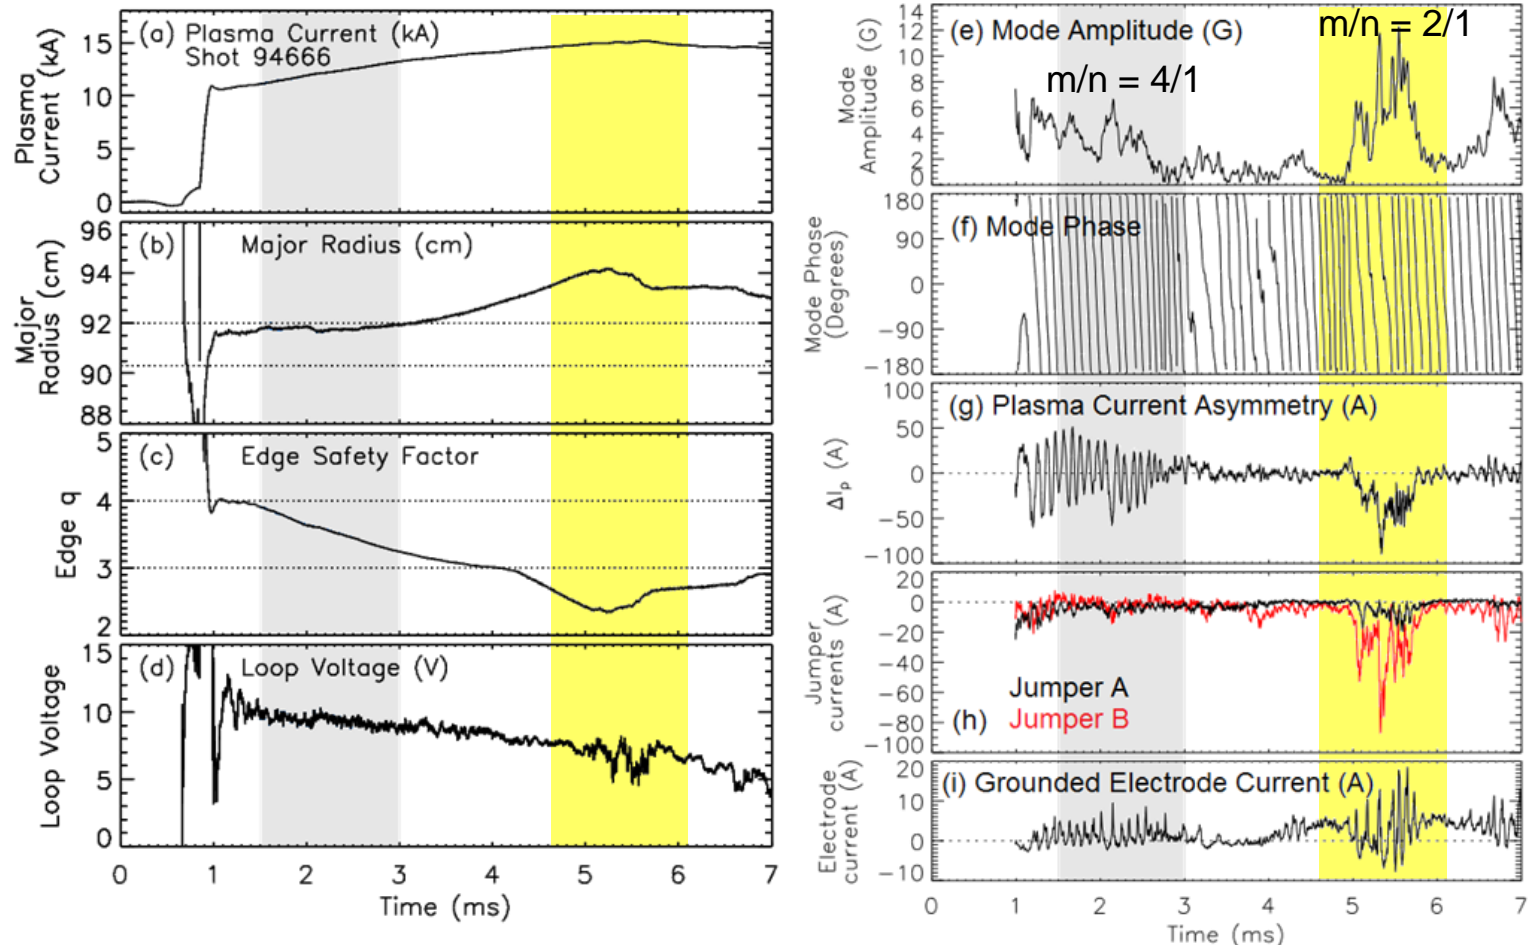 (a) Plasma Current (kA)
Shot 94666
Plasma
Current (kA)
15
10
5
0
(b) Major Radius (cm)
Major
Radius (cm)
96
94
92
90
88
(c) Edge Safety Factor
Edge q
5
4
3
2
(d) Loop Voltage (V)
Loop Voltage
15
10
5
0
0 1 2 3 4 5 6 7
Time (ms)
m/n = 2/1
(e) Mode Amplitude (G)
m/n = 4/1
Mode
Amplitude (G)
14
12
10
8
6
4
2
0
(f) Mode Phase
Mode Phase
(Degrees)
180
90
0
−90
−180
(g) Plasma Current Asymmetry (A)
ΔIp (A)
100
50
0
−50
−100
Jumper
currents (A)
20
0
−20
−40
−60
−80
−100
Jumper A
(h) Jumper B
(i) Grounded Electrode Current (A)
Electrode
current (A)
20
10
0
−10
0 1 2 3 4 5 6 7
Time (ms)